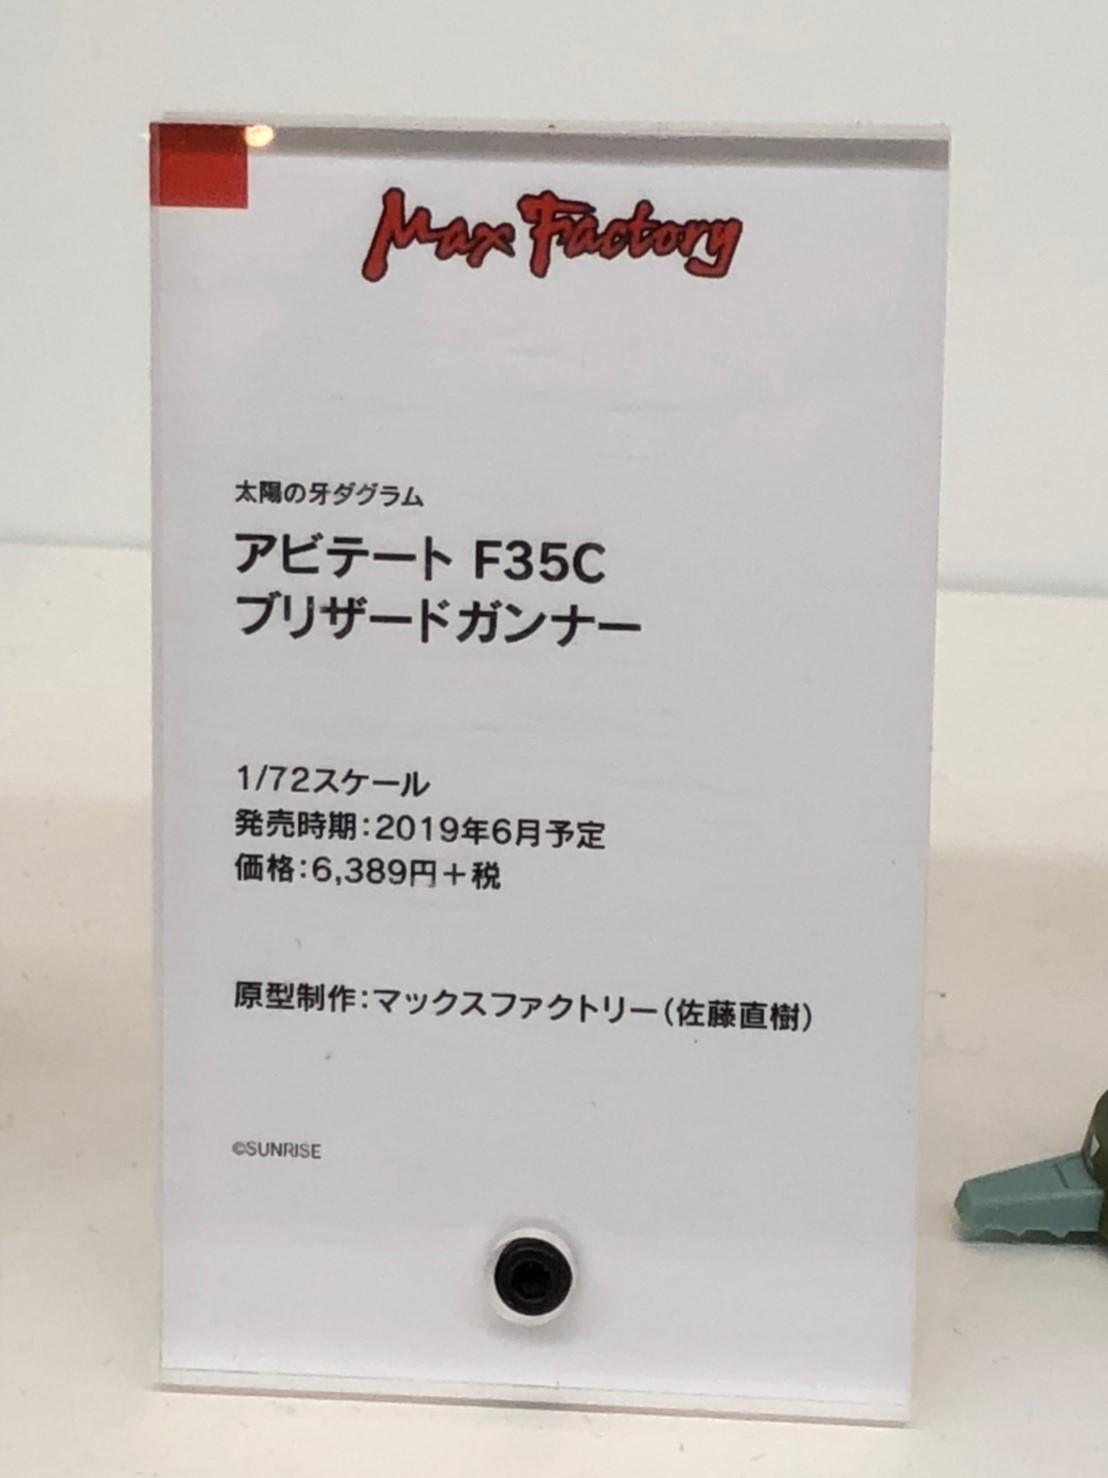 Max Factory
太陽の牙ダグラム
アビテート F35C
ブリザードガンナー
1/72スケール
発売時期：2019年6月予定
価格：6,389円＋税
原型制作：マックスファクトリー（佐藤直樹）
©SUNRISE